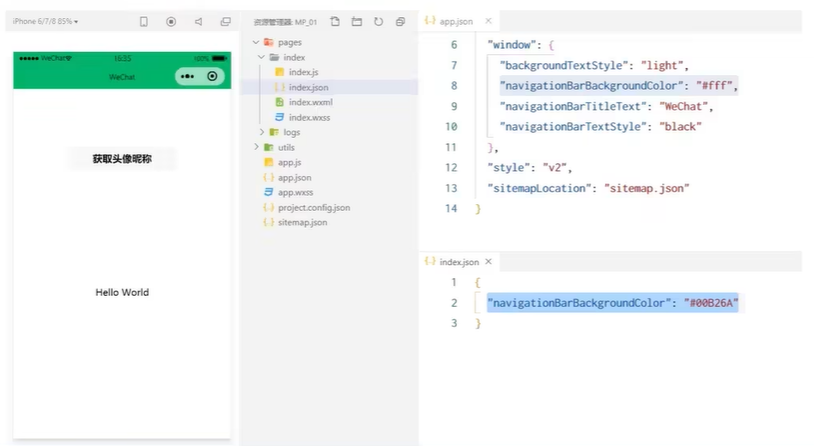 iPhone 6/7/8 85%
资源管理器: MP_01
WeChat
16:35
100%
WeChat
获取头像昵称
Hello World
pages
index
index.js
index.json
index.wxml
index.wxss
logs
utils
app.js
app.json
app.wxss
project.config.json
sitemap.json
{..} app.json ×
6 "window": {
7 "backgroundTextStyle": "light",
8 "navigationBarBackgroundColor": "#fff",
9 "navigationBarTitleText": "WeChat",
10 "navigationBarTextStyle": "black"
11 },
12 "style": "v2",
13 "sitemapLocation": "sitemap.json"
14 }
{..} index.json ×
1 {
2 "navigationBarBackgroundColor": "#00B26A"
3 }